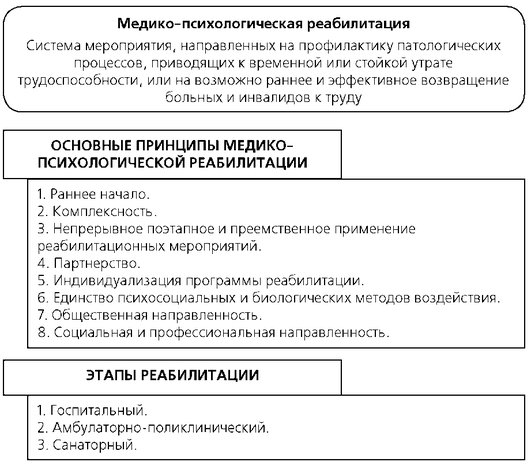 Медико-психологическая реабилитация
Система мероприятия, направленных на профилактику патологических
процессов, приводящих к временной или стойкой утрате
трудоспособности, или на возможно раннее и эффективное возвращение
больных и инвалидов к труду
ОСНОВНЫЕ ПРИНЦИПЫ МЕДИКО-
ПСИХОЛОГИЧЕСКОЙ РЕАБИЛИТАЦИИ
1. Раннее начало.
2. Комплексность.
3. Непрерывное поэтапное и преемственное применение
реабилитационных мероприятий.
4. Партнерство.
5. Индивидуализация программы реабилитации.
6. Единство психосоциальных и биологических методов воздействия.
7. Общественная направленность.
8. Социальная и профессиональная направленность.
ЭТАПЫ РЕАБИЛИТАЦИИ
1. Госпитальный.
2. Амбулаторно-поликлинический.
3. Санаторный.